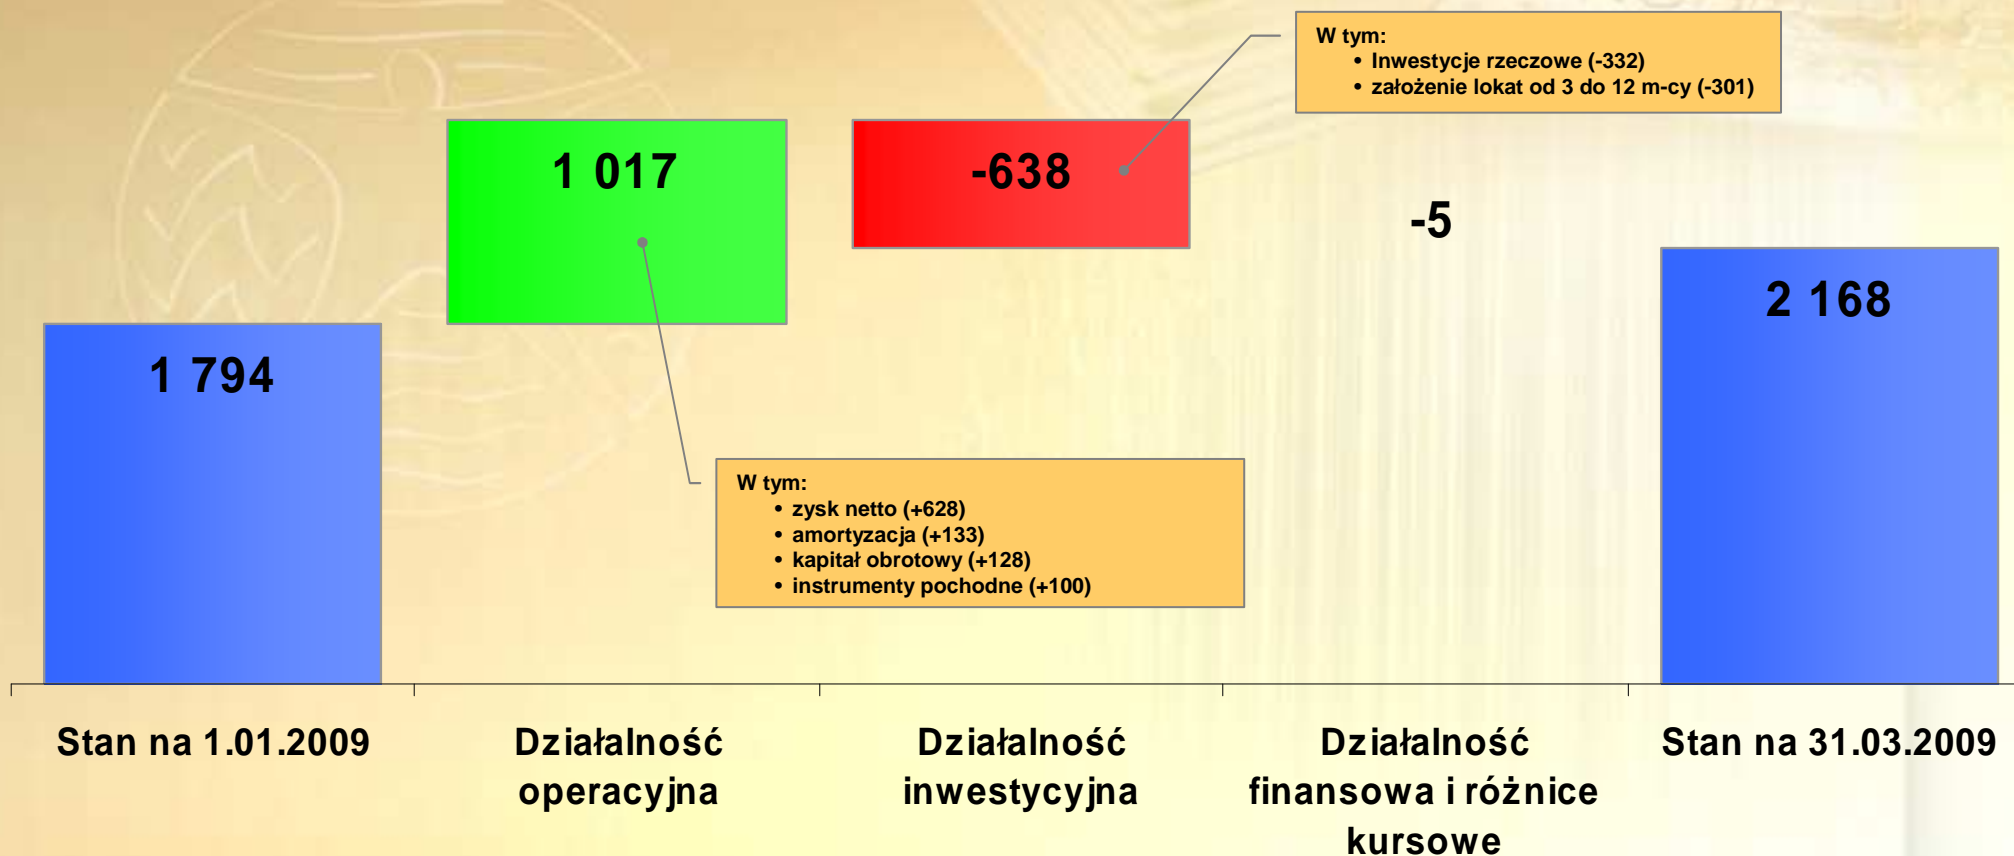 W tym:
• Inwestycje rzeczowe (-332)
• założenie lokat od 3 do 12 m-cy (-301)
1 017
-638
-5
2 168
1 794
W tym:
• zysk netto (+628)
• amortyzacja (+133)
• kapitał obrotowy (+128)
• instrumenty pochodne (+100)
Stan na 1.01.2009
Działalność
operacyjna
Działalność
inwestycyjna
Działalność
finansowa i różnice
kursowe
Stan na 31.03.2009